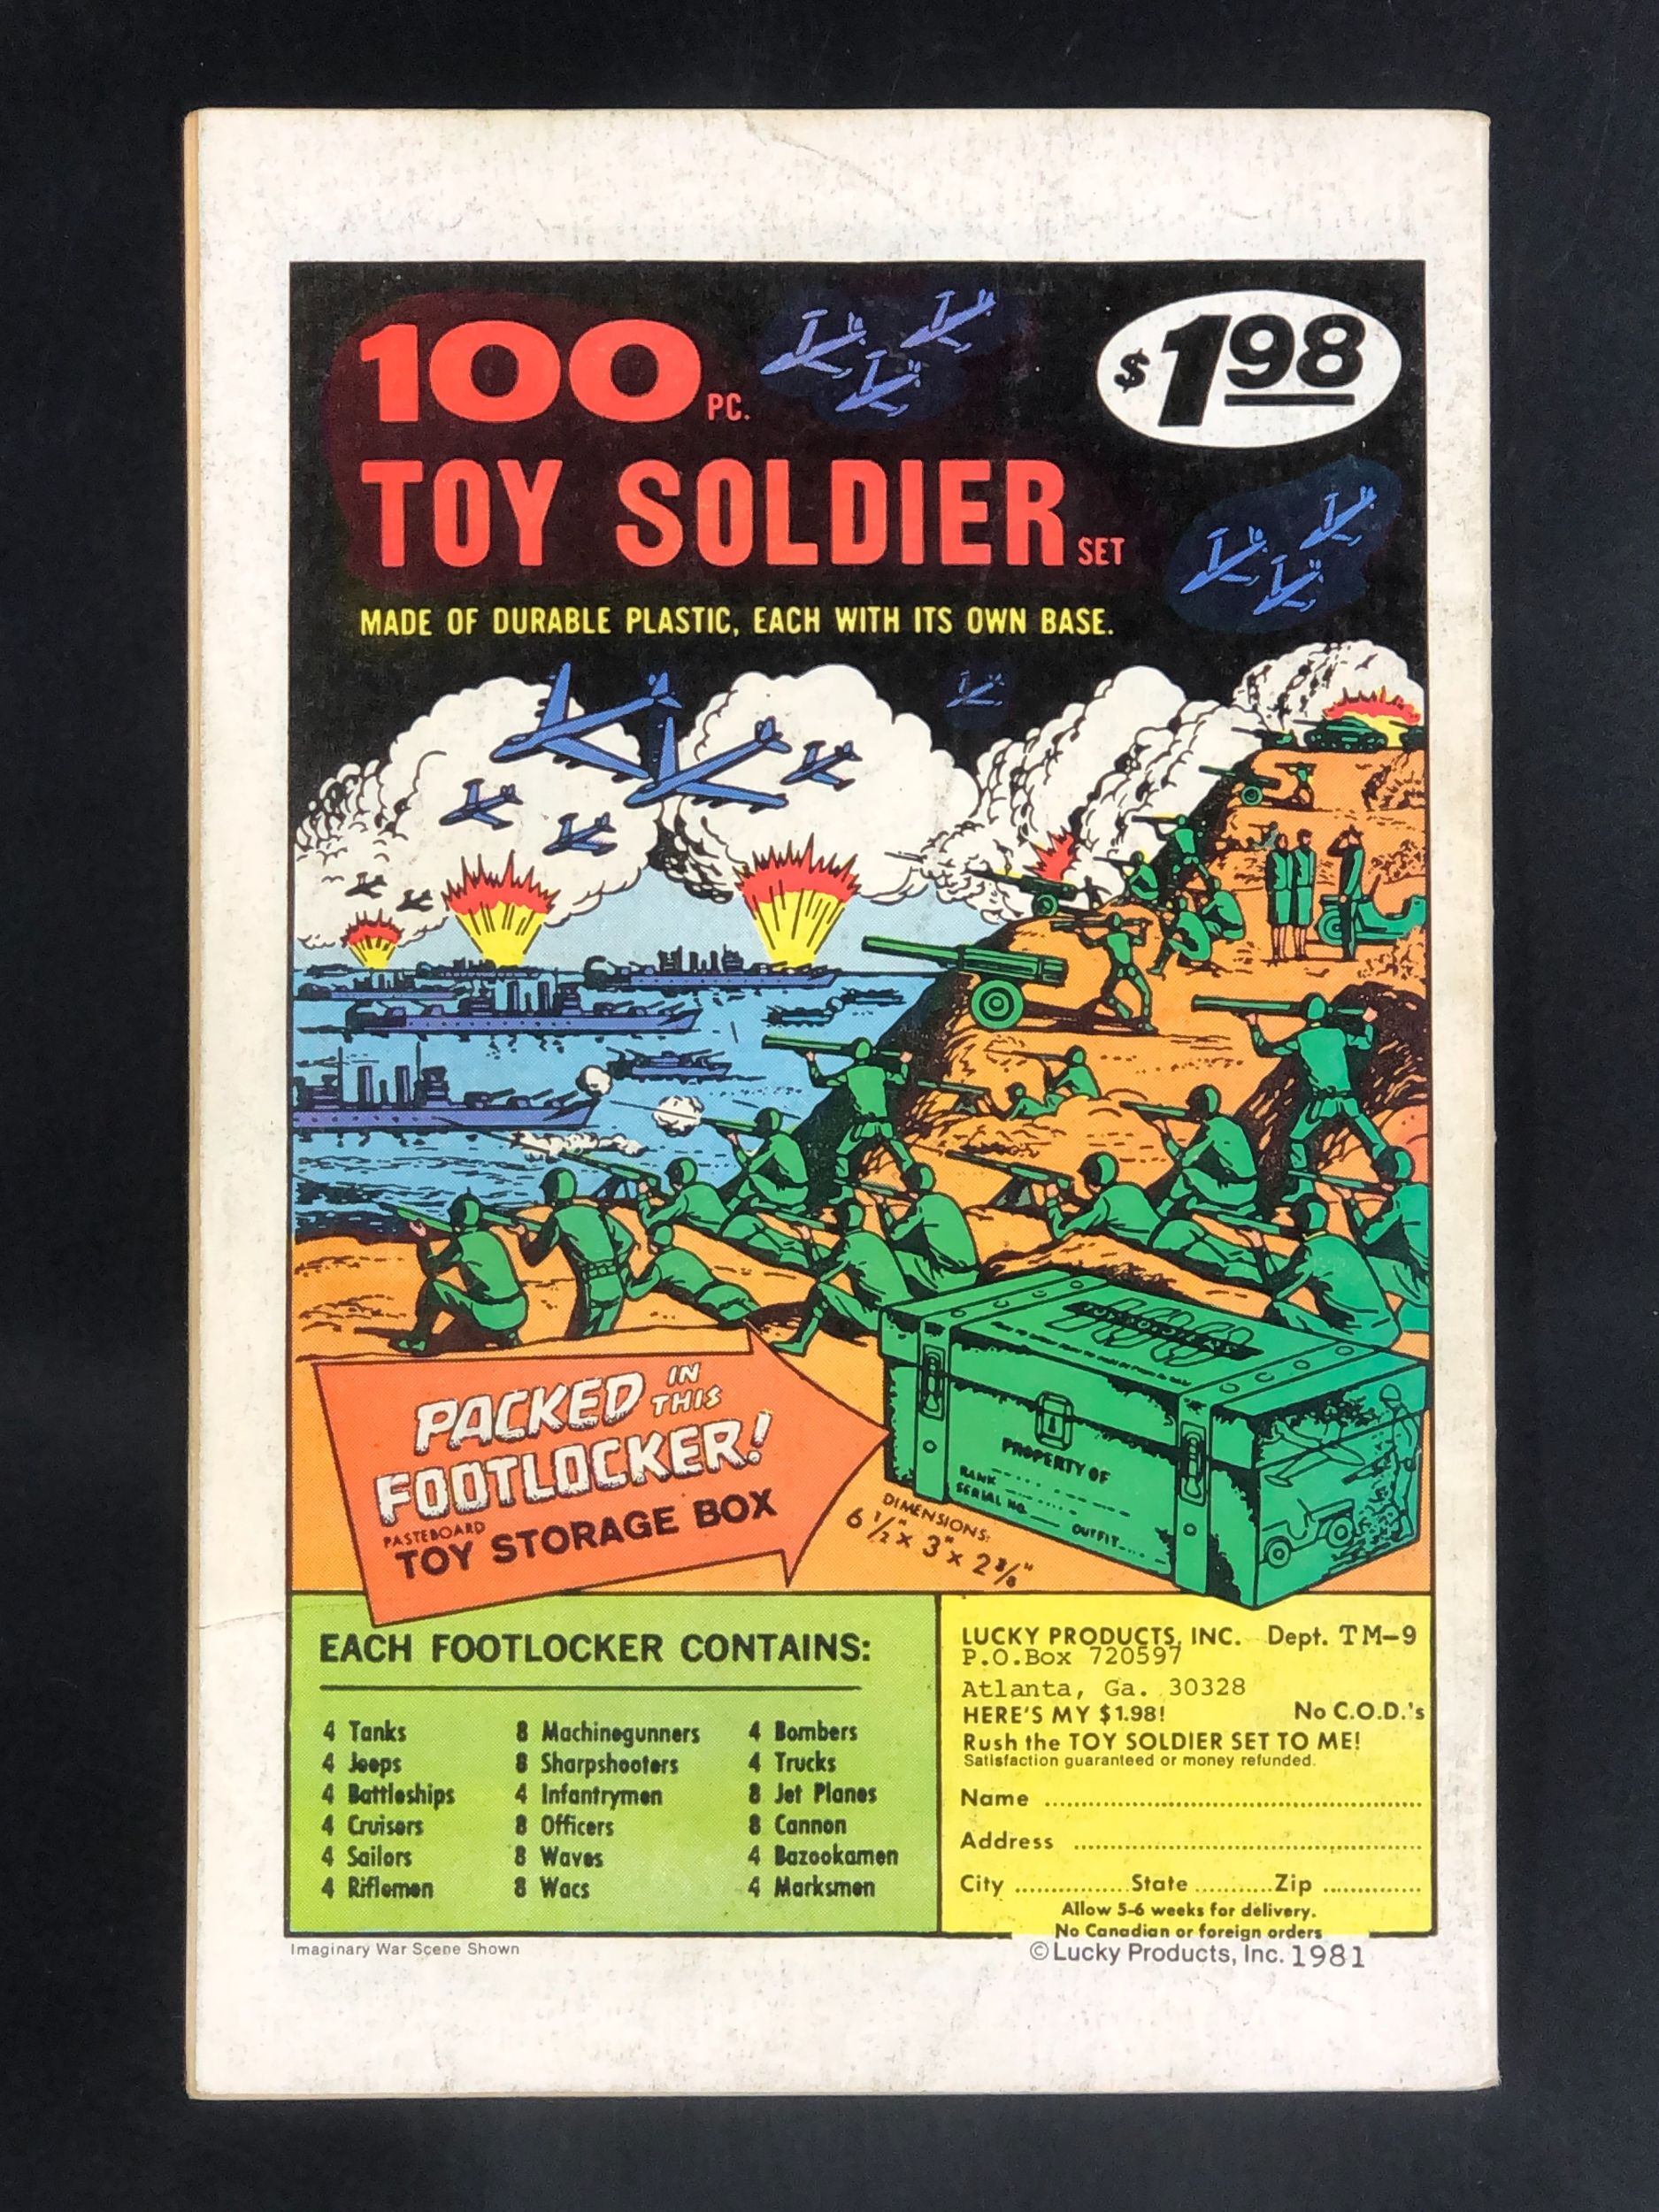 100 PC.
$198
TOY SOLDIER SET
MADE OF DURABLE PLASTIC, EACH WITH ITS OWN BASE.
PACKED IN THIS
FOOTLOCKER!
PASTEBOARD
TOY STORAGE BOX
PROPERTY OF
RANK
SERIAL NO.
OUTFIT
DIMENSIONS:
6 1/2" x 3" x 2 3/8"
EACH FOOTLOCKER CONTAINS:
4 Tanks
4 Jeeps
4 Battleships
4 Cruisers
4 Sailors
4 Riflemen
8 Machinegunners
8 Sharpshooters
4 Infantrymen
8 Officers
8 Waves
8 Wacs
4 Bombers
4 Trucks
8 Jet Planes
8 Cannon
4 Bazookamen
4 Marksmen
LUCKY PRODUCTS, INC. Dept. TM-9
P.O.Box 720597
Atlanta, Ga. 30328
HERE'S MY $1.98! No C.O.D.'s
Rush the TOY SOLDIER SET TO ME!
Satisfaction guaranteed or money refunded.
Name
Address
City State Zip
Allow 5-6 weeks for delivery.
No Canadian or foreign orders
Imaginary War Scene Shown
© Lucky Products, Inc. 1981